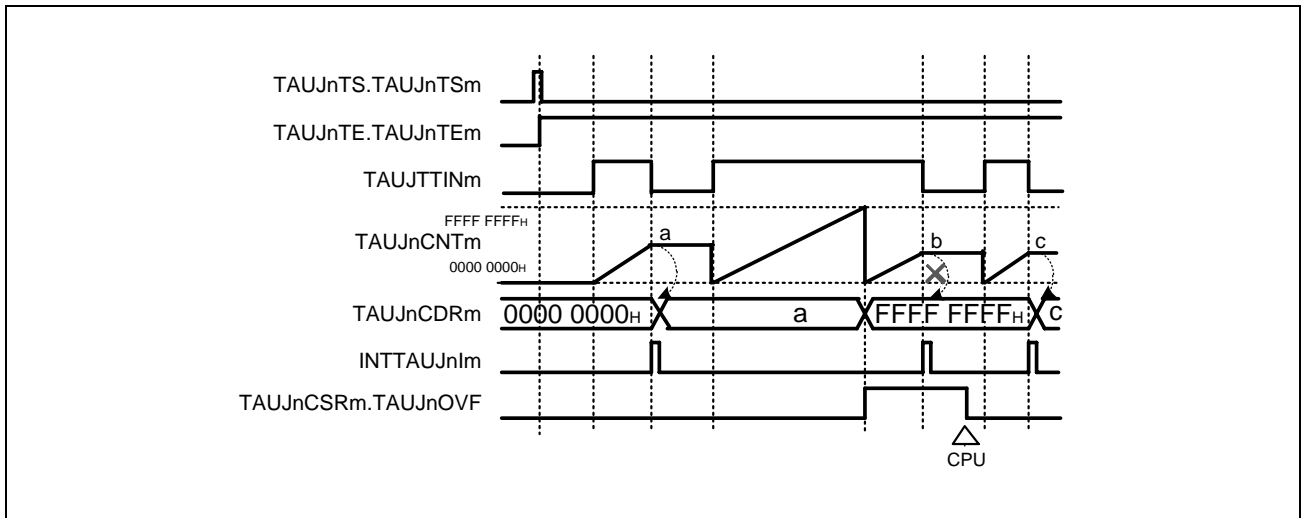 TAUJnTS.TAUJnTSm
TAUJnTE.TAUJnTEm
TAUJTTINm
FFFF FFFFH
TAUJnCNTm
0000 0000H
a
b
c
TAUJnCDRm
0000 0000H
a
FFFF FFFFH
c
INTTAUJnIm
TAUJnCSRm.TAUJnOVF
CPU